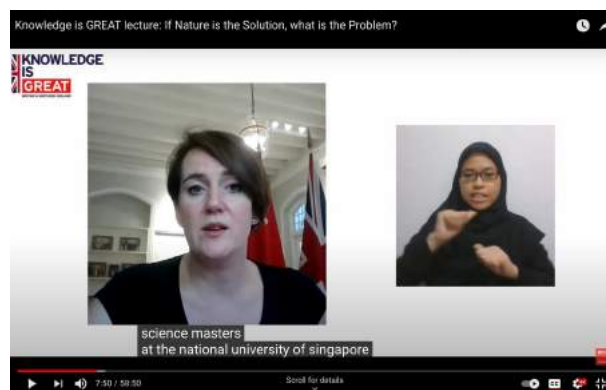 Knowledge is GREAT lecture: If Nature is the Solution, what is the Problem?
KNOWLEDGE
IS
GREAT
science masters
at the national university of singapore
7:50 / 58:50
Scroll for details